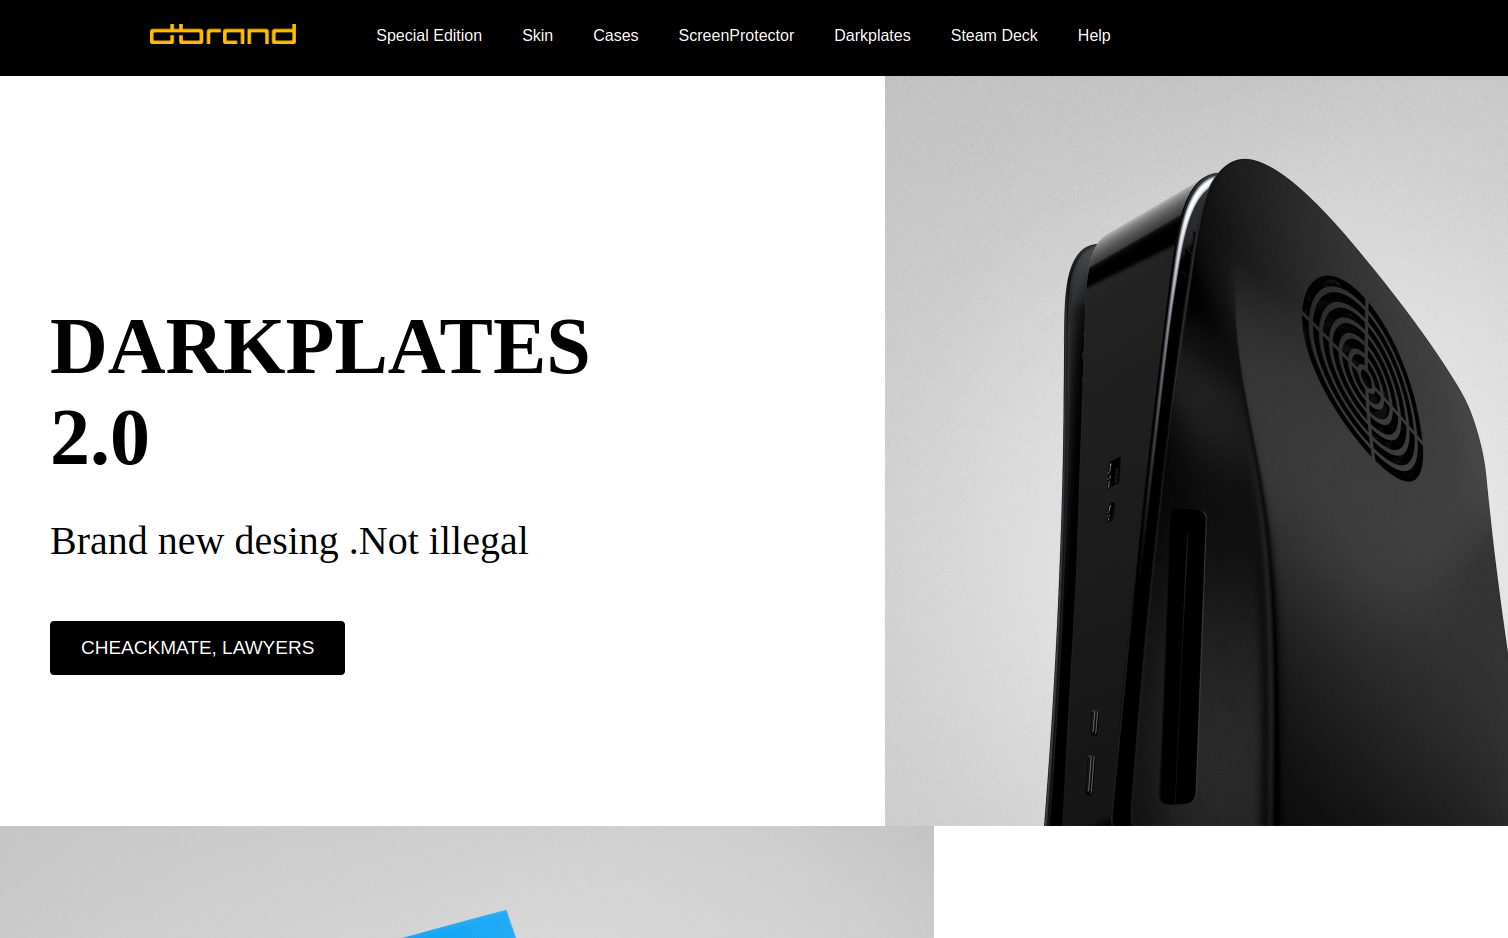 dbrand
Special Edition
Skin
Cases
ScreenProtector
Darkplates
Steam Deck
Help
DARKPLATES
2.0
Brand new desing .Not illegal
CHEACKMATE, LAWYERS